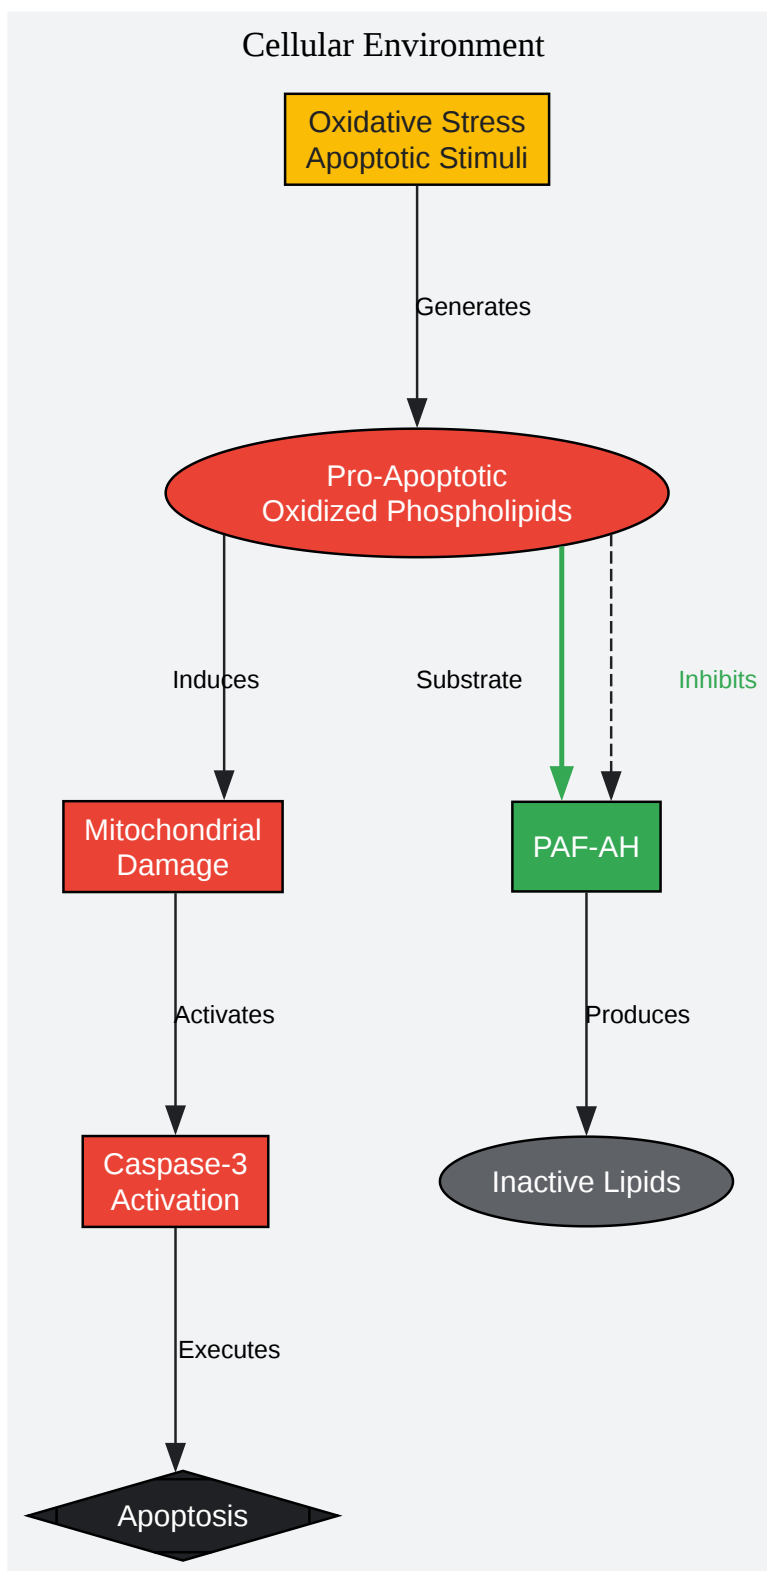 Cellular Environment
Oxidative Stress
Apoptotic Stimuli
Generates
Pro-Apoptotic
Oxidized Phospholipids
Induces
Substrate
Inhibits
Mitochondrial
Damage
PAF-AH
Activates
Produces
Caspase-3
Activation
Inactive Lipids
Executes
Apoptosis